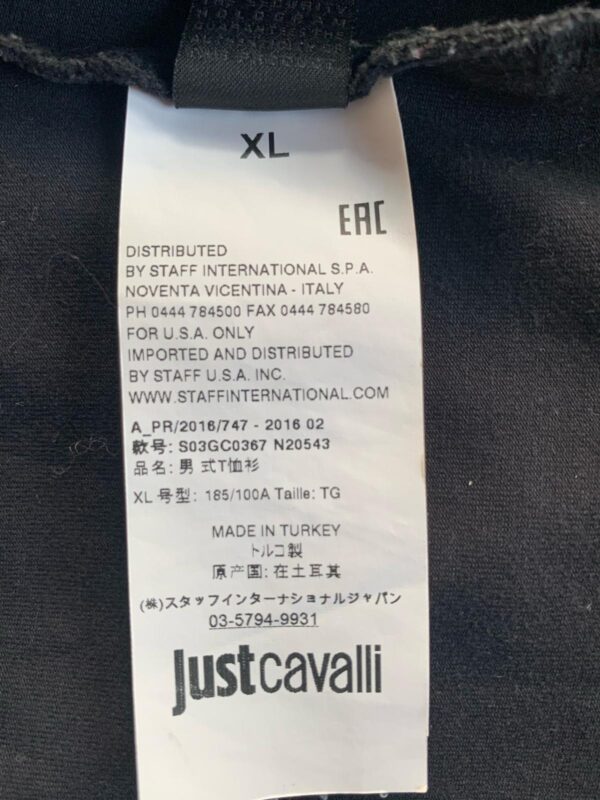 XL
EAC
DISTRIBUTED
BY STAFF INTERNATIONAL S.P.A.
NOVENTA VICENTINA - ITALY
PH 0444 784500 FAX 0444 784580
FOR U.S.A. ONLY
IMPORTED AND DISTRIBUTED
BY STAFF U.S.A. INC.
WWW.STAFFINTERNATIONAL.COM
A_PR/2016/747 - 2016 02
款号: S03GC0367 N20543
品名: 男 式T恤衫
XL 号型: 185/100A Taille: TG
MADE IN TURKEY
トルコ製
原产国: 在土耳其
(株)スタッフインターナショナルジャパン
03-5794-9931
Justcavalli